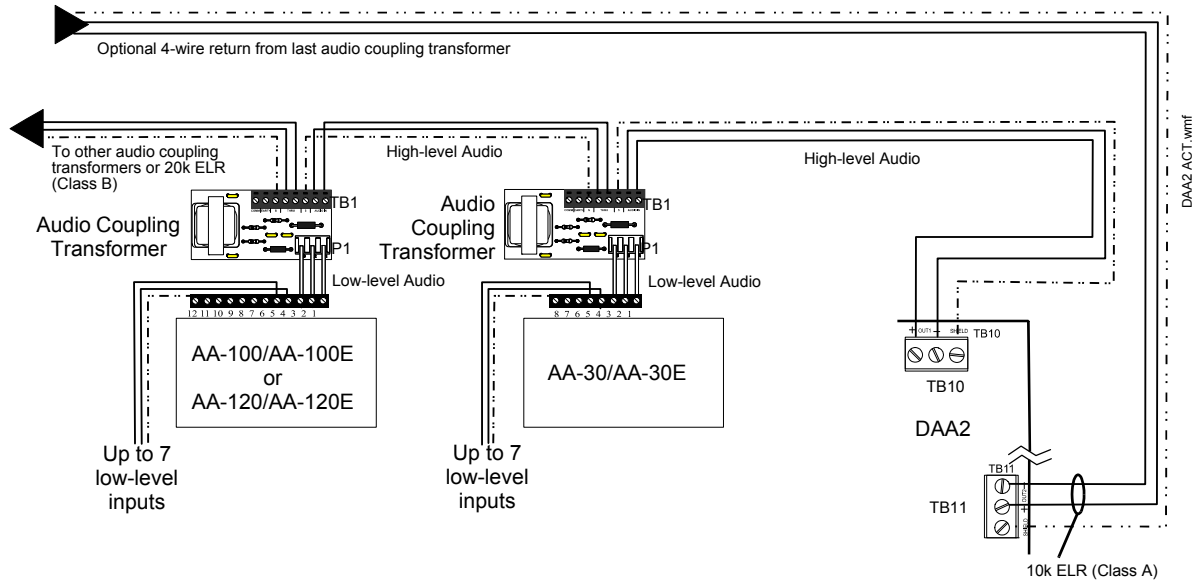 Optional 4-wire return from last audio coupling transformer
DAA2 ACT.wmf
To other audio coupling
transformers or 20k ELR
(Class B)
High-level Audio
High-level Audio
TB1
TB1
Audio Coupling
Transformer
Audio
Coupling
Transformer
P1
P1
Low-level Audio
Low-level Audio
12 11 10 9 8 7 6 5 4 3 2 1
8 7 6 5 4 3 2 1
AA-100/AA-100E
or
AA-120/AA-120E
AA-30/AA-30E
+ OUT1 – SHIELD TB10
TB10
DAA2
Up to 7
low-level
inputs
Up to 7
low-level
inputs
TB11
TB11
OUT2
+
SHIELD
10k ELR (Class A)